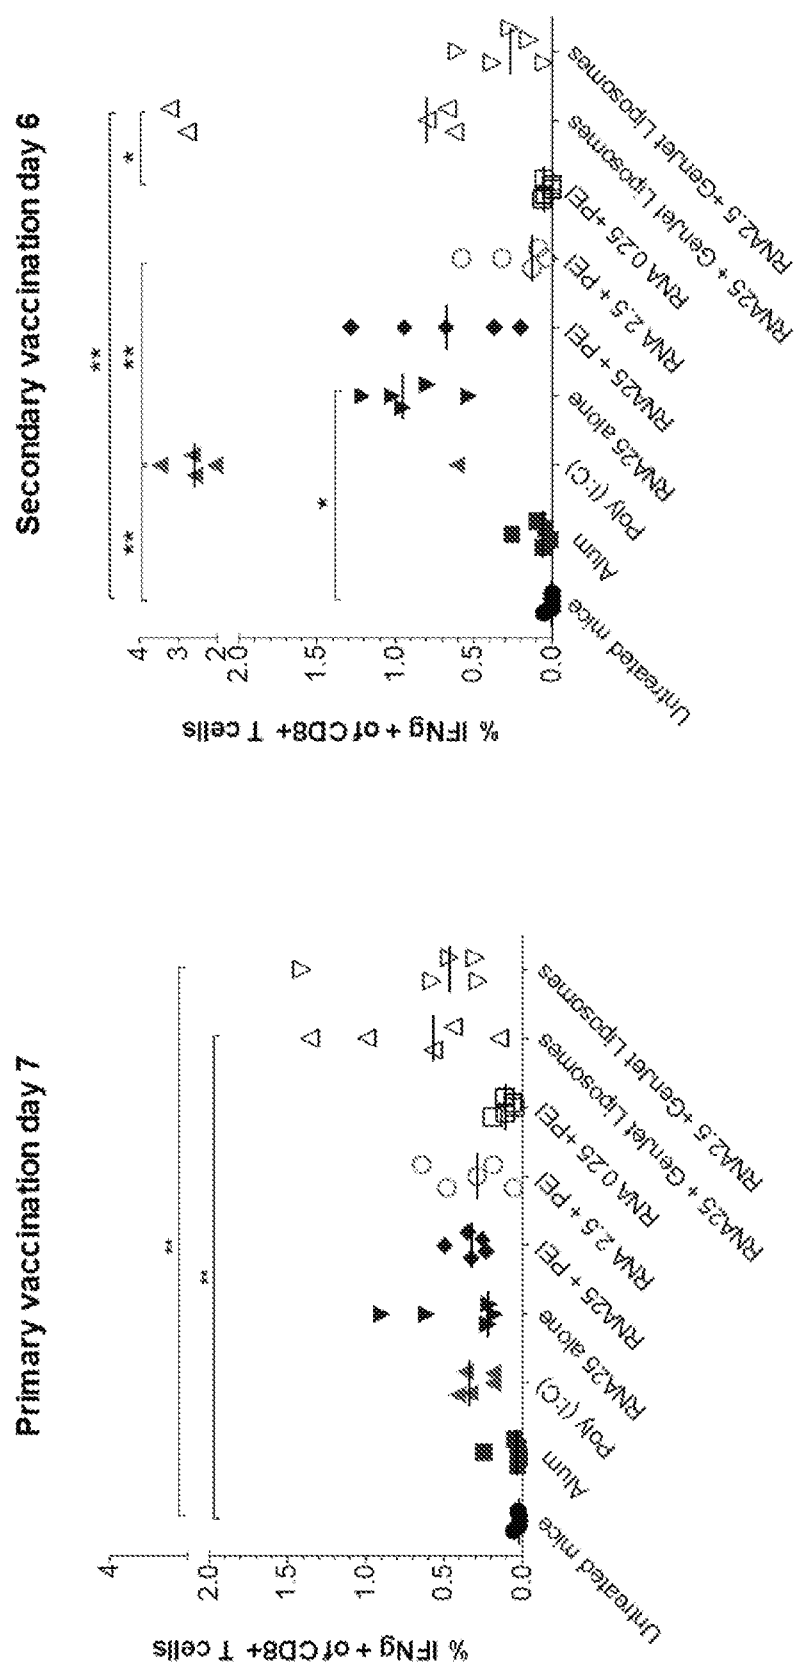 Primary vaccination day 7
% IFNg + of CD8+ T cells
4
2.0
1.5
1.0
0.5
0.0
**
**
Untreated mice
Alum
Poly (I:C)
RNA25 alone
RNA25 + PEI
RNA 2.5 + PEI
RNA 0.25 +PEI
RNA25 + GenJet Liposomes
RNA2.5 +GenJet Liposomes
Secondary vaccination day 6
% IFNg + of CD8+ T cells
4
3
2
2.0
1.5
1.0
0.5
0.0
**
**
**
*
*
Untreated mice
Alum
Poly (I:C)
RNA25 alone
RNA25 + PEI
RNA 2.5 + PEI
RNA 0.25 +PEI
RNA25 + GenJet Liposomes
RNA2.5 +GenJet Liposomes